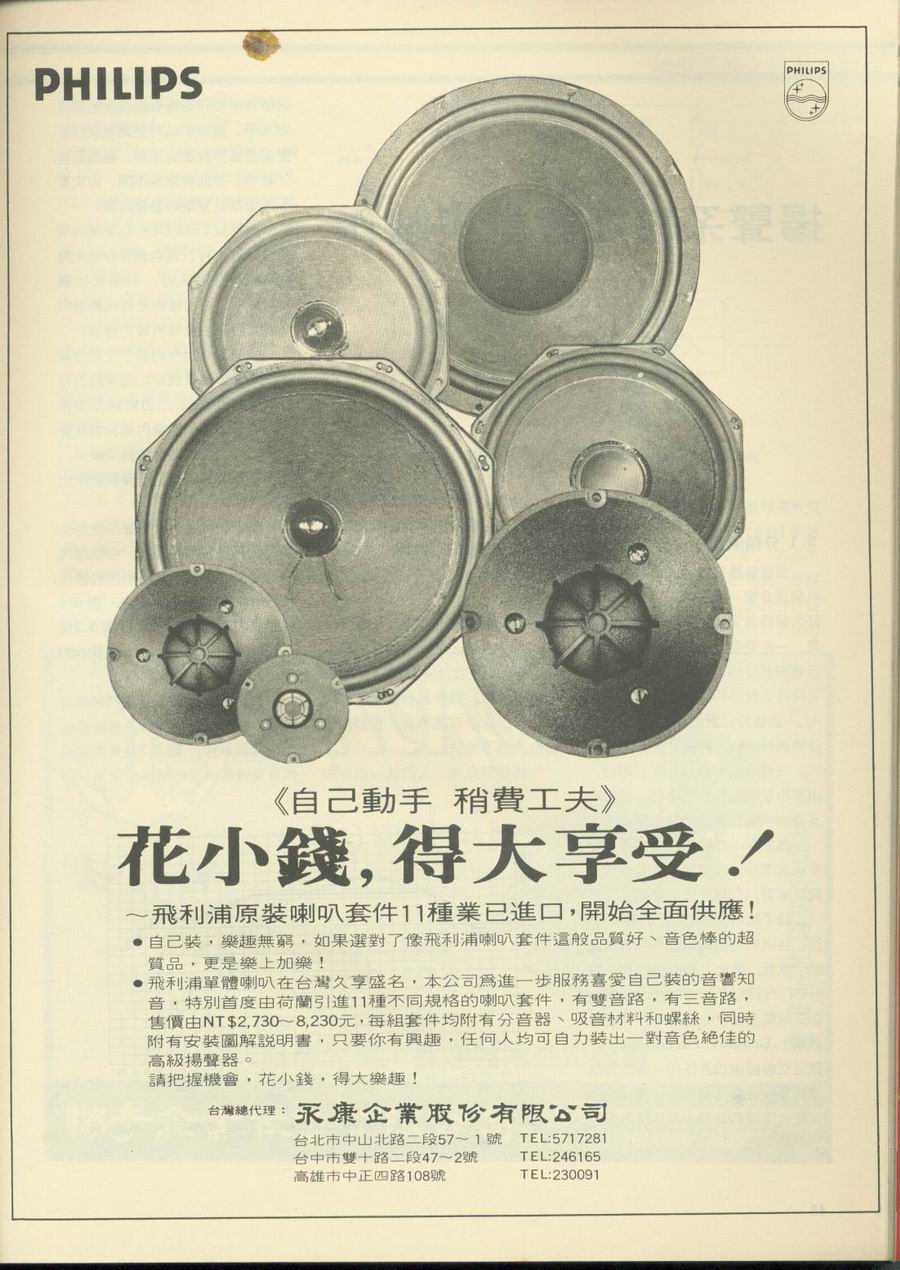 PHILIPS
PHILIPS
《自己動手 稍費工夫》
花小錢,得大享受!
~飛利浦原裝喇叭套件11種業已進口,開始全面供應!
●自己裝,樂趣無窮,如果選對了像飛利浦喇叭套件這般品質好、音色棒的超
質品,更是樂上加樂!
●飛利浦單體喇叭在台灣久享盛名,本公司爲進一步服務喜愛自己裝的音響知
音,特別首度由荷蘭引進11種不同規格的喇叭套件,有雙音路,有三音路,
售價由NT$2,730~8,230元,每組套件均附有分音器、吸音材料和螺絲,同時
附有安裝圖解説明書,只要你有興趣,任何人均可自力裝出一對音色絶佳的
高級揚聲器。
請把握機會,花小錢,得大樂趣!
台灣總代理:永康企業股份有限公司
台北市中山北路二段57~1號 TEL:5717281
台中市雙十路二段47~2號 TEL:246165
高雄市中正四路108號 TEL:230091